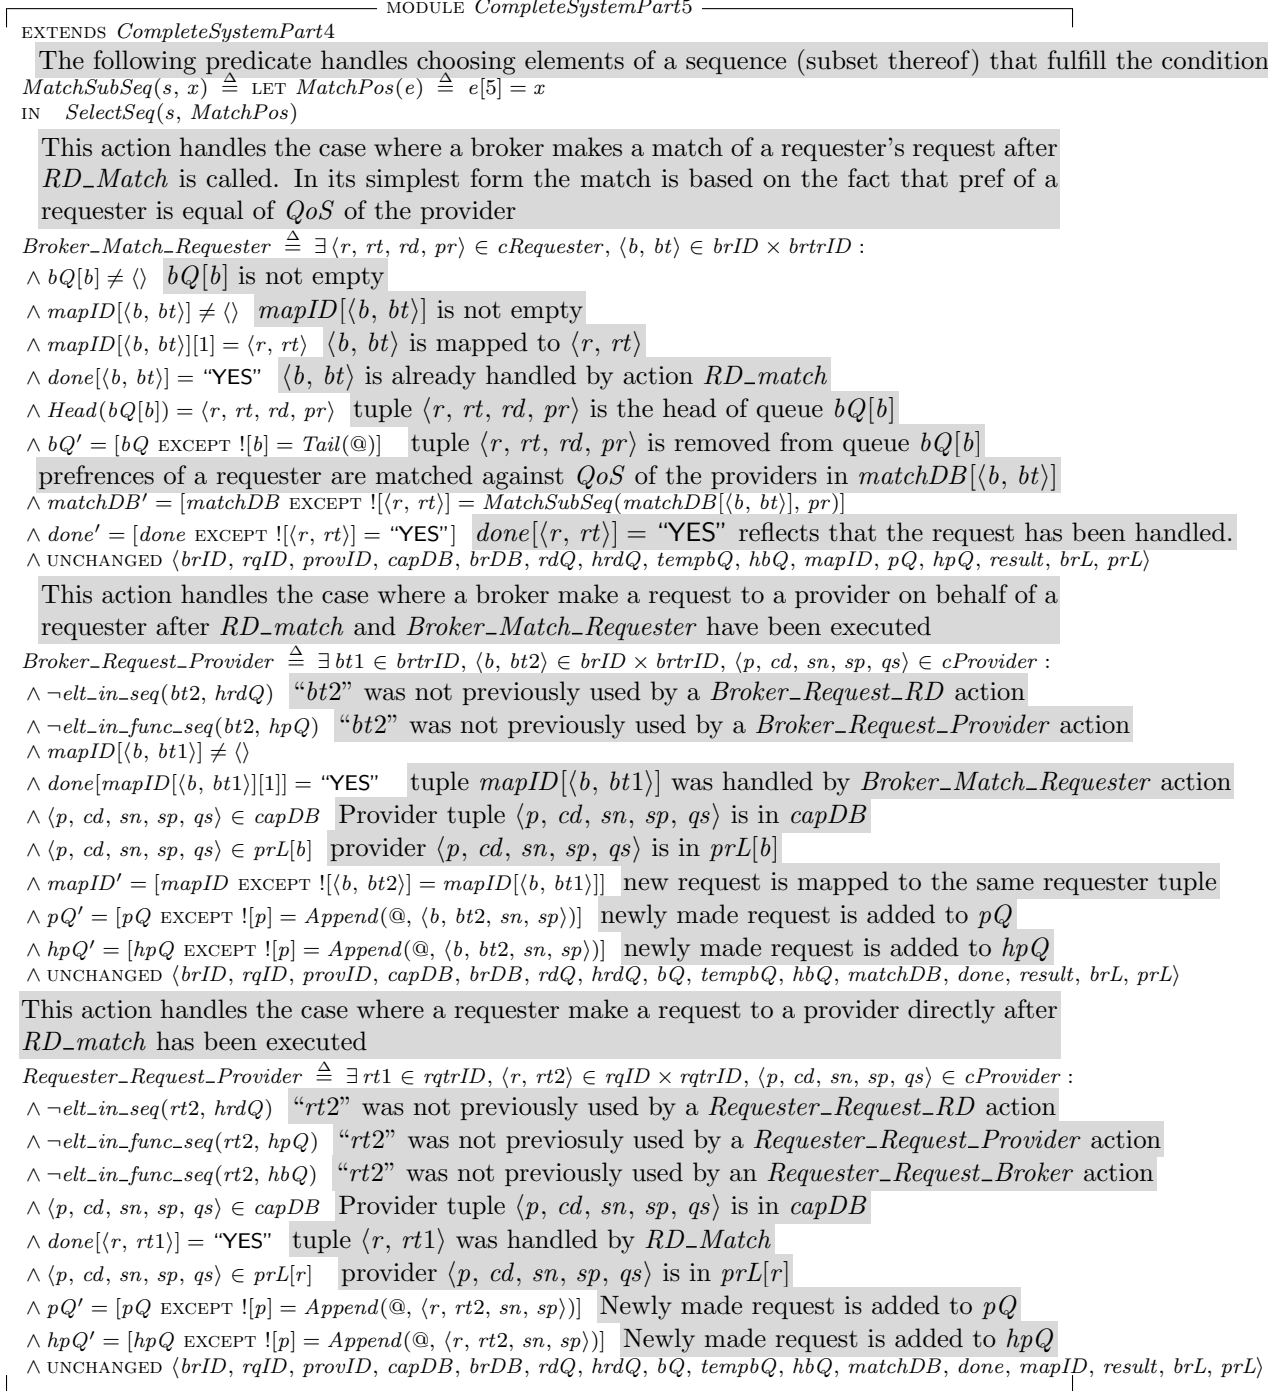 MODULE CompleteSystemPart5
EXTENDS CompleteSystemPart4
The following predicate handles choosing elements of a sequence (subset thereof) that fulfill the condition
MatchSubSeq(s, x) ≜ LET MatchPos(e) ≜ e[5] = x
IN SelectSeq(s, MatchPos)
This action handles the case where a broker makes a match of a requester's request after
RD_Match is called. In its simplest form the match is based on the fact that pref of a
requester is equal of QoS of the provider
Broker_Match_Requester ≜ ∃ ⟨r, rt, rd, pr⟩ ∈ cRequester, ⟨b, bt⟩ ∈ brID × brtrID :
∧ bQ[b] ≠ ⟨⟩ bQ[b] is not empty
∧ mapID[⟨b, bt⟩] ≠ ⟨⟩ mapID[⟨b, bt⟩] is not empty
∧ mapID[⟨b, bt⟩][1] = ⟨r, rt⟩ ⟨b, bt⟩ is mapped to ⟨r, rt⟩
∧ done[⟨b, bt⟩] = “YES” ⟨b, bt⟩ is already handled by action RD_match
∧ Head(bQ[b]) = ⟨r, rt, rd, pr⟩ tuple ⟨r, rt, rd, pr⟩ is the head of queue bQ[b]
∧ bQ′ = [bQ EXCEPT ![b] = Tail(@)] tuple ⟨r, rt, rd, pr⟩ is removed from queue bQ[b]
prefrences of a requester are matched against QoS of the providers in matchDB[⟨b, bt⟩]
∧ matchDB′ = [matchDB EXCEPT ![⟨r, rt⟩] = MatchSubSeq(matchDB[⟨b, bt⟩], pr)]
∧ done′ = [done EXCEPT ![⟨r, rt⟩] = “YES”] done[⟨r, rt⟩] = “YES” reflects that the request has been handled.
∧ UNCHANGED ⟨brID, rqID, provID, capDB, brDB, rdQ, hrdQ, tempbQ, hbQ, mapID, pQ, hpQ, result, brL, prL⟩
This action handles the case where a broker make a request to a provider on behalf of a
requester after RD_match and Broker_Match_Requester have been executed
Broker_Request_Provider ≜ ∃ bt1 ∈ brtrID, ⟨b, bt2⟩ ∈ brID × brtrID, ⟨p, cd, sn, sp, qs⟩ ∈ cProvider :
∧ ¬elt_in_seq(bt2, hrdQ) “bt2” was not previously used by a Broker_Request_RD action
∧ ¬elt_in_func_seq(bt2, hpQ) “bt2” was not previously used by a Broker_Request_Provider action
∧ mapID[⟨b, bt1⟩] ≠ ⟨⟩
∧ done[mapID[⟨b, bt1⟩][1]] = “YES” tuple mapID[⟨b, bt1⟩] was handled by Broker_Match_Requester action
∧ ⟨p, cd, sn, sp, qs⟩ ∈ capDB Provider tuple ⟨p, cd, sn, sp, qs⟩ is in capDB
∧ ⟨p, cd, sn, sp, qs⟩ ∈ prL[b] provider ⟨p, cd, sn, sp, qs⟩ is in prL[b]
∧ mapID′ = [mapID EXCEPT ![⟨b, bt2⟩] = mapID[⟨b, bt1⟩]] new request is mapped to the same requester tuple
∧ pQ′ = [pQ EXCEPT ![p] = Append(@, ⟨b, bt2, sn, sp⟩)] newly made request is added to pQ
∧ hpQ′ = [hpQ EXCEPT ![p] = Append(@, ⟨b, bt2, sn, sp⟩)] newly made request is added to hpQ
∧ UNCHANGED ⟨brID, rqID, provID, capDB, brDB, rdQ, hrdQ, bQ, tempbQ, hbQ, matchDB, done, result, brL, prL⟩
This action handles the case where a requester make a request to a provider directly after
RD_match has been executed
Requester_Request_Provider ≜ ∃ rt1 ∈ rqtrID, ⟨r, rt2⟩ ∈ rqID × rqtrID, ⟨p, cd, sn, sp, qs⟩ ∈ cProvider :
∧ ¬elt_in_seq(rt2, hrdQ) “rt2” was not previously used by a Requester_Request_RD action
∧ ¬elt_in_func_seq(rt2, hpQ) “rt2” was not previosuly used by a Requester_Request_Provider action
∧ ¬elt_in_func_seq(rt2, hbQ) “rt2” was not previously used by an Requester_Request_Broker action
∧ ⟨p, cd, sn, sp, qs⟩ ∈ capDB Provider tuple ⟨p, cd, sn, sp, qs⟩ is in capDB
∧ done[⟨r, rt1⟩] = “YES” tuple ⟨r, rt1⟩ was handled by RD_Match
∧ ⟨p, cd, sn, sp, qs⟩ ∈ prL[r] provider ⟨p, cd, sn, sp, qs⟩ is in prL[r]
∧ pQ′ = [pQ EXCEPT ![p] = Append(@, ⟨r, rt2, sn, sp⟩)] Newly made request is added to pQ
∧ hpQ′ = [hpQ EXCEPT ![p] = Append(@, ⟨r, rt2, sn, sp⟩)] Newly made request is added to hpQ
∧ UNCHANGED ⟨brID, rqID, provID, capDB, brDB, rdQ, hrdQ, bQ, tempbQ, hbQ, matchDB, done, mapID, result, brL, prL⟩